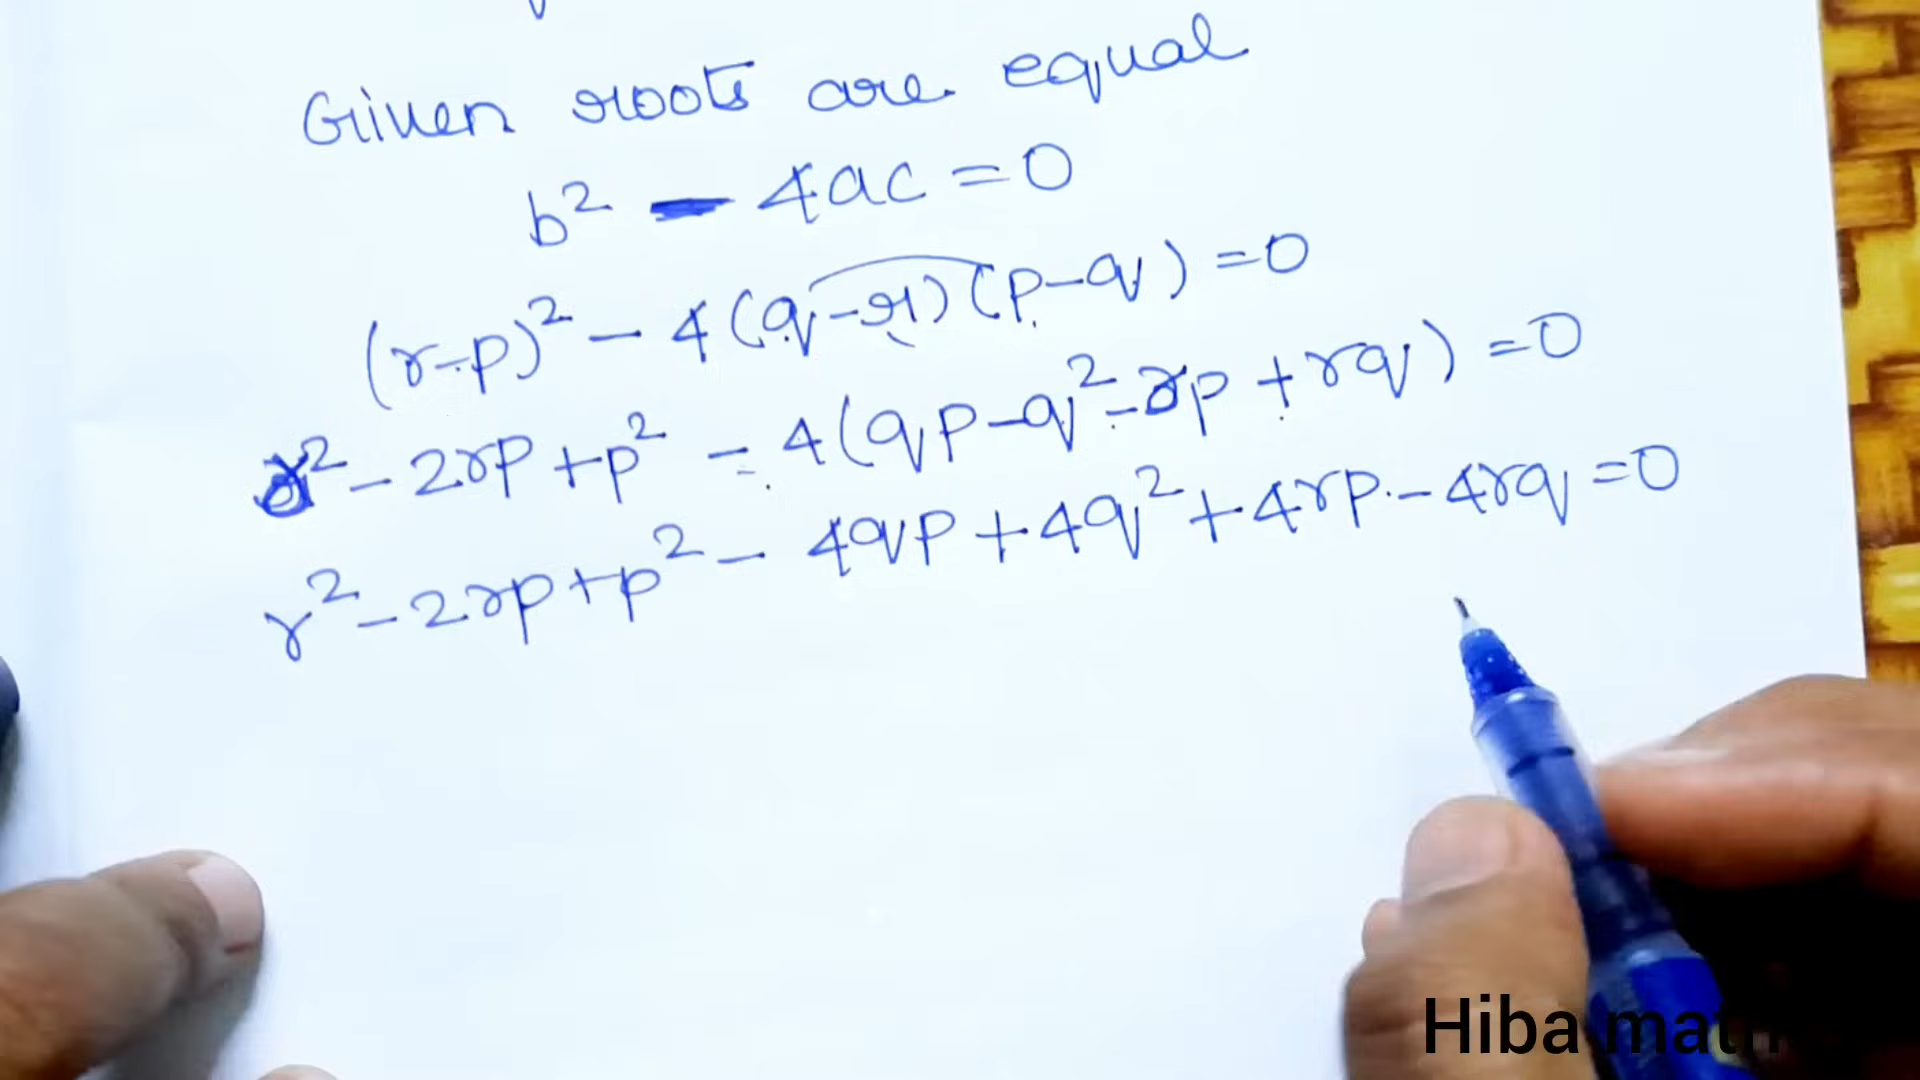 Given roots are equal
b² - 4ac = 0
(r-p)² - 4(q-r)(p-q) = 0
r² - 2rp + p² - 4(qp - q² - rp + rq) = 0
r² - 2rp + p² - 4qp + 4q² + 4rp - 4rq = 0
Hiba